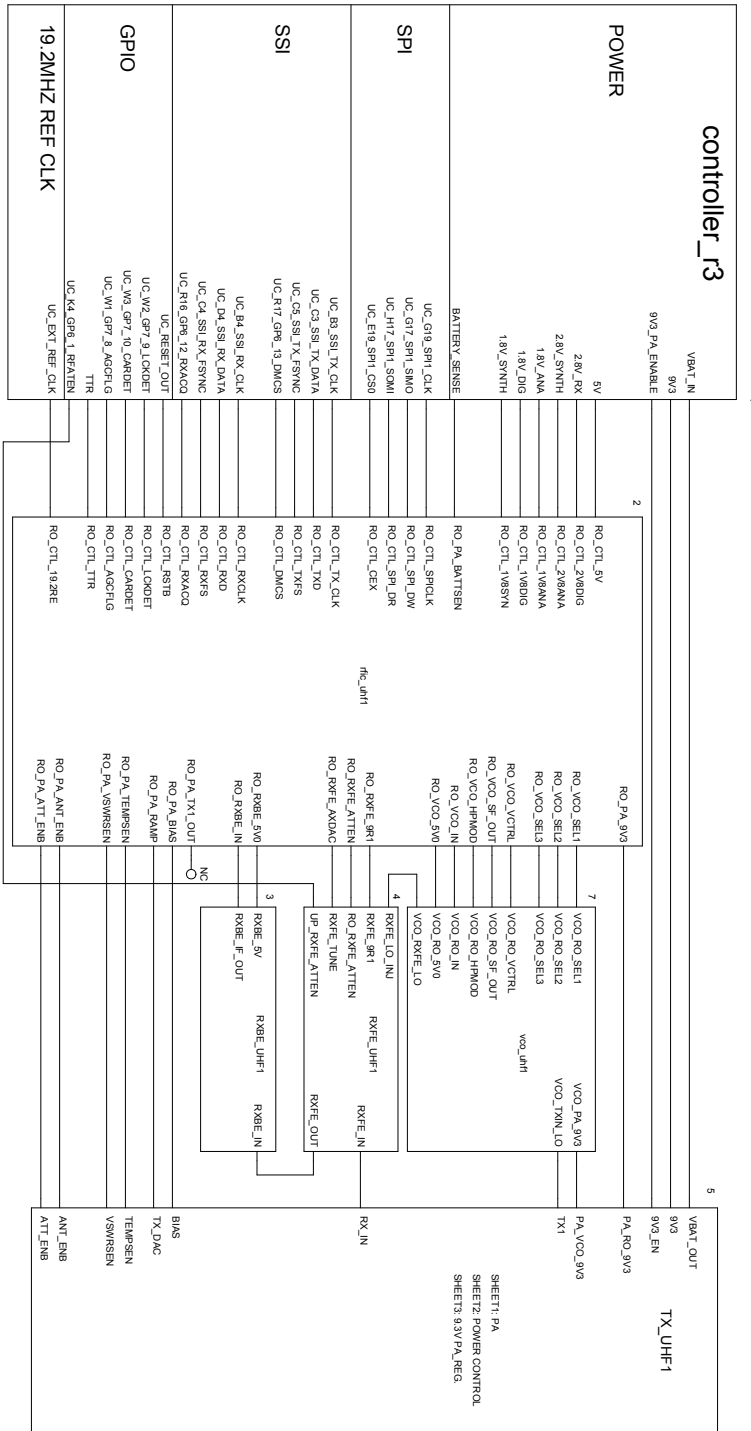 controller_r3
POWER
SPI
SSI
GPIO
19.2MHZ REF CLK
VBAT_IN
9V3
9V3_PA_ENABLE
5V
2.8V_RX
2.8V_SYNTH
1.8V_ANA
1.8V_DIG
1.8V_SYNTH
BATTERY_SENSE
UC_G19_SPI1_CLK
UC_G17_SPI1_SIMO
UC_H17_SPI1_SOMI
UC_E19_SPI1_CS0
UC_B3_SSI_TX_CLK
UC_C3_SSI_TX_DATA
UC_C5_SSI_TX_FSYNC
UC_R17_GP6_13_DMCS
UC_B4_SSI_RX_CLK
UC_D4_SSI_RX_DATA
UC_C4_SSI_RX_FSYNC
UC_R16_GP6_12_RXACQ
UC_RESET_OUT
UC_W2_GP7_9_LCKDET
UC_W3_GP7_10_CARDET
UC_W1_GP7_8_AGCFLG
TTR
UC_K4_GP6_1_RFATEN
UC_EXT_REF_CLK
2
RO_CTL_5V
RO_CTL_2V8DIG
RO_CTL_2V8ANA
RO_CTL_1V8ANA
RO_CTL_1V8DIG
RO_CTL_1V8SYN
RO_PA_BATTSEN
RO_CTL_SPICLK
RO_CTL_SPI_DW
RO_CTL_SPI_DR
RO_CTL_CEX
RO_CTL_TX_CLK
RO_CTL_TXD
RO_CTL_TXFS
RO_CTL_DMCS
RO_CTL_RXCLK
RO_CTL_RXD
RO_CTL_RXFS
RO_CTL_RXACQ
RO_CTL_RSTB
RO_CTL_LCKDET
RO_CTL_CARDET
RO_CTL_AGCFLG
RO_CTL_TTR
RO_CTL_19.2RE
rfic_uhf1
RO_PA_9V3
RO_VCO_SEL1
RO_VCO_SEL2
RO_VCO_SEL3
RO_VCO_VCTRL
RO_VCO_SF_OUT
RO_VCO_HPMOD
RO_VCO_IN
RO_VCO_5V0
RO_RXFE_9R1
RO_RXFE_ATTEN
RO_RXFE_AXDAC
RO_RXBE_5V0
RO_RXBE_IN
RO_PA_TX1_OUT
RO_PA_BIAS
RO_PA_RAMP
RO_PA_TEMPSEN
RO_PA_VSWRSEN
RO_PA_ANT_ENB
RO_PA_ATT_ENB
NC
7
VCO_RO_SEL1
VCO_RO_SEL2
VCO_RO_SEL3
VCO_RO_VCTRL
VCO_RO_SF_OUT
VCO_RO_HPMOD
VCO_RO_IN
VCO_RO_5V0
VCO_RXFE_LO
vco_uhf1
VCO_PA_9V3
VCO_TXIN_LO
4
RXFE_LO_INJ
RXFE_9R1
RO_RXFE_ATTEN
RXFE_TUNE
UP_RXFE_ATTEN
RXFE_UHF1
RXFE_IN
RXFE_OUT
3
RXBE_5V
RXBE_IF_OUT
RXBE_UHF1
RXBE_IN
5
VBAT_OUT
9V3
9V3_EN
PA_RO_9V3
PA_VCO_9V3
TX1
RX_IN
BIAS
TX_DAC
TEMPSEN
VSWRSEN
ANT_ENB
ATT_ENB
TX_UHF1
SHEET1: PA
SHEET2: POWER CONTROL
SHEET3: 9.3V PA_REG.